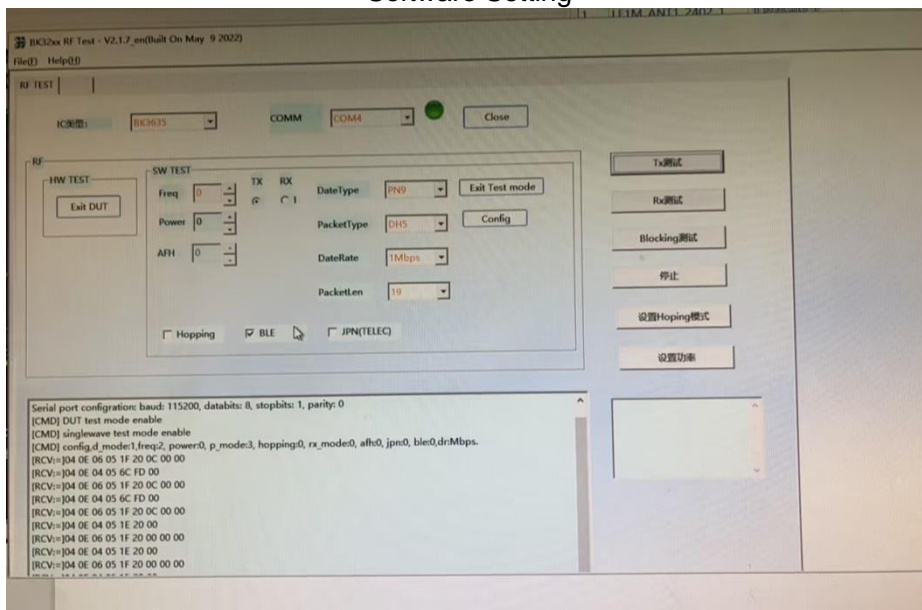 Software Setting
LE1M_ANT1_2402_1
BK32xx RF Test - V2.1.7_en(Built On May 9 2022)
File(F) Help(H)
RF TEST
IC类型: BK3635 COMM COM4 Close
RF
HW TEST
Exit DUT
SW TEST
Freq 0 TX RX DateType PN9 Exit Test mode
Power 0 PacketType DH5 Config
AFH 0 DateRate 1Mbps
PacketLen 19
Hopping BLE JPN(TELEC)
Tx测试
Rx测试
Blocking测试
停止
设置Hoping模式
设置功率
Serial port configration: baud: 115200, databits: 8, stopbits: 1, parity: 0
[CMD] DUT test mode enable
[CMD] singlewave test mode enable
[CMD] config,d_mode:1,freq:2, power:0, p_mode:3, hopping:0, rx_mode:0, afh:0, jpn:0, ble:0,dr:Mbps.
[RCV:=]04 0E 06 05 1F 20 0C 00 00
[RCV:=]04 0E 04 05 6C FD 00
[RCV:=]04 0E 06 05 1F 20 0C 00 00
[RCV:=]04 0E 04 05 6C FD 00
[RCV:=]04 0E 06 05 1F 20 0C 00 00
[RCV:=]04 0E 04 05 1E 20 00
[RCV:=]04 0E 06 05 1F 20 00 00 00
[RCV:=]04 0E 04 05 1E 20 00
[RCV:=]04 0E 06 05 1F 20 00 00 00